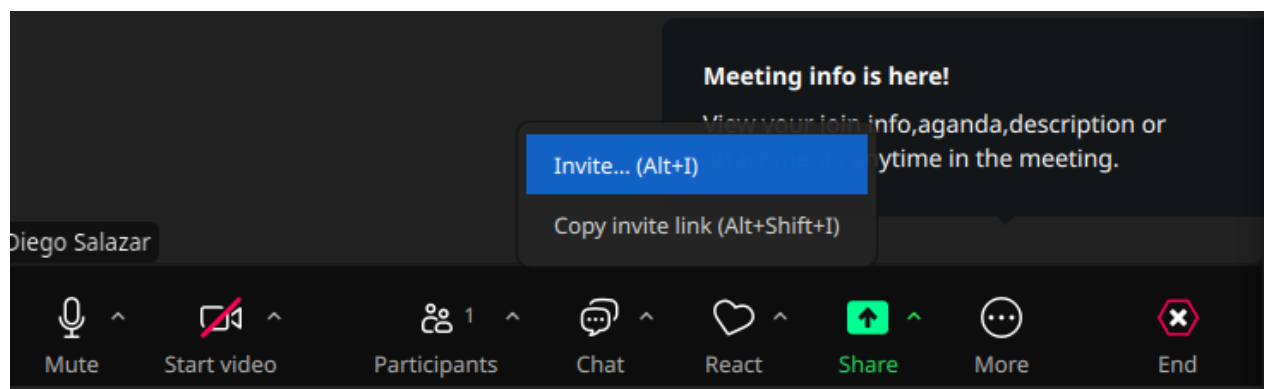 Meeting info is here!
View your join info,aganda,description or
ytime in the meeting.
Invite... (Alt+I)
Copy invite link (Alt+Shift+I)
Diego Salazar
1
Mute
Start video
Participants
Chat
React
Share
More
End